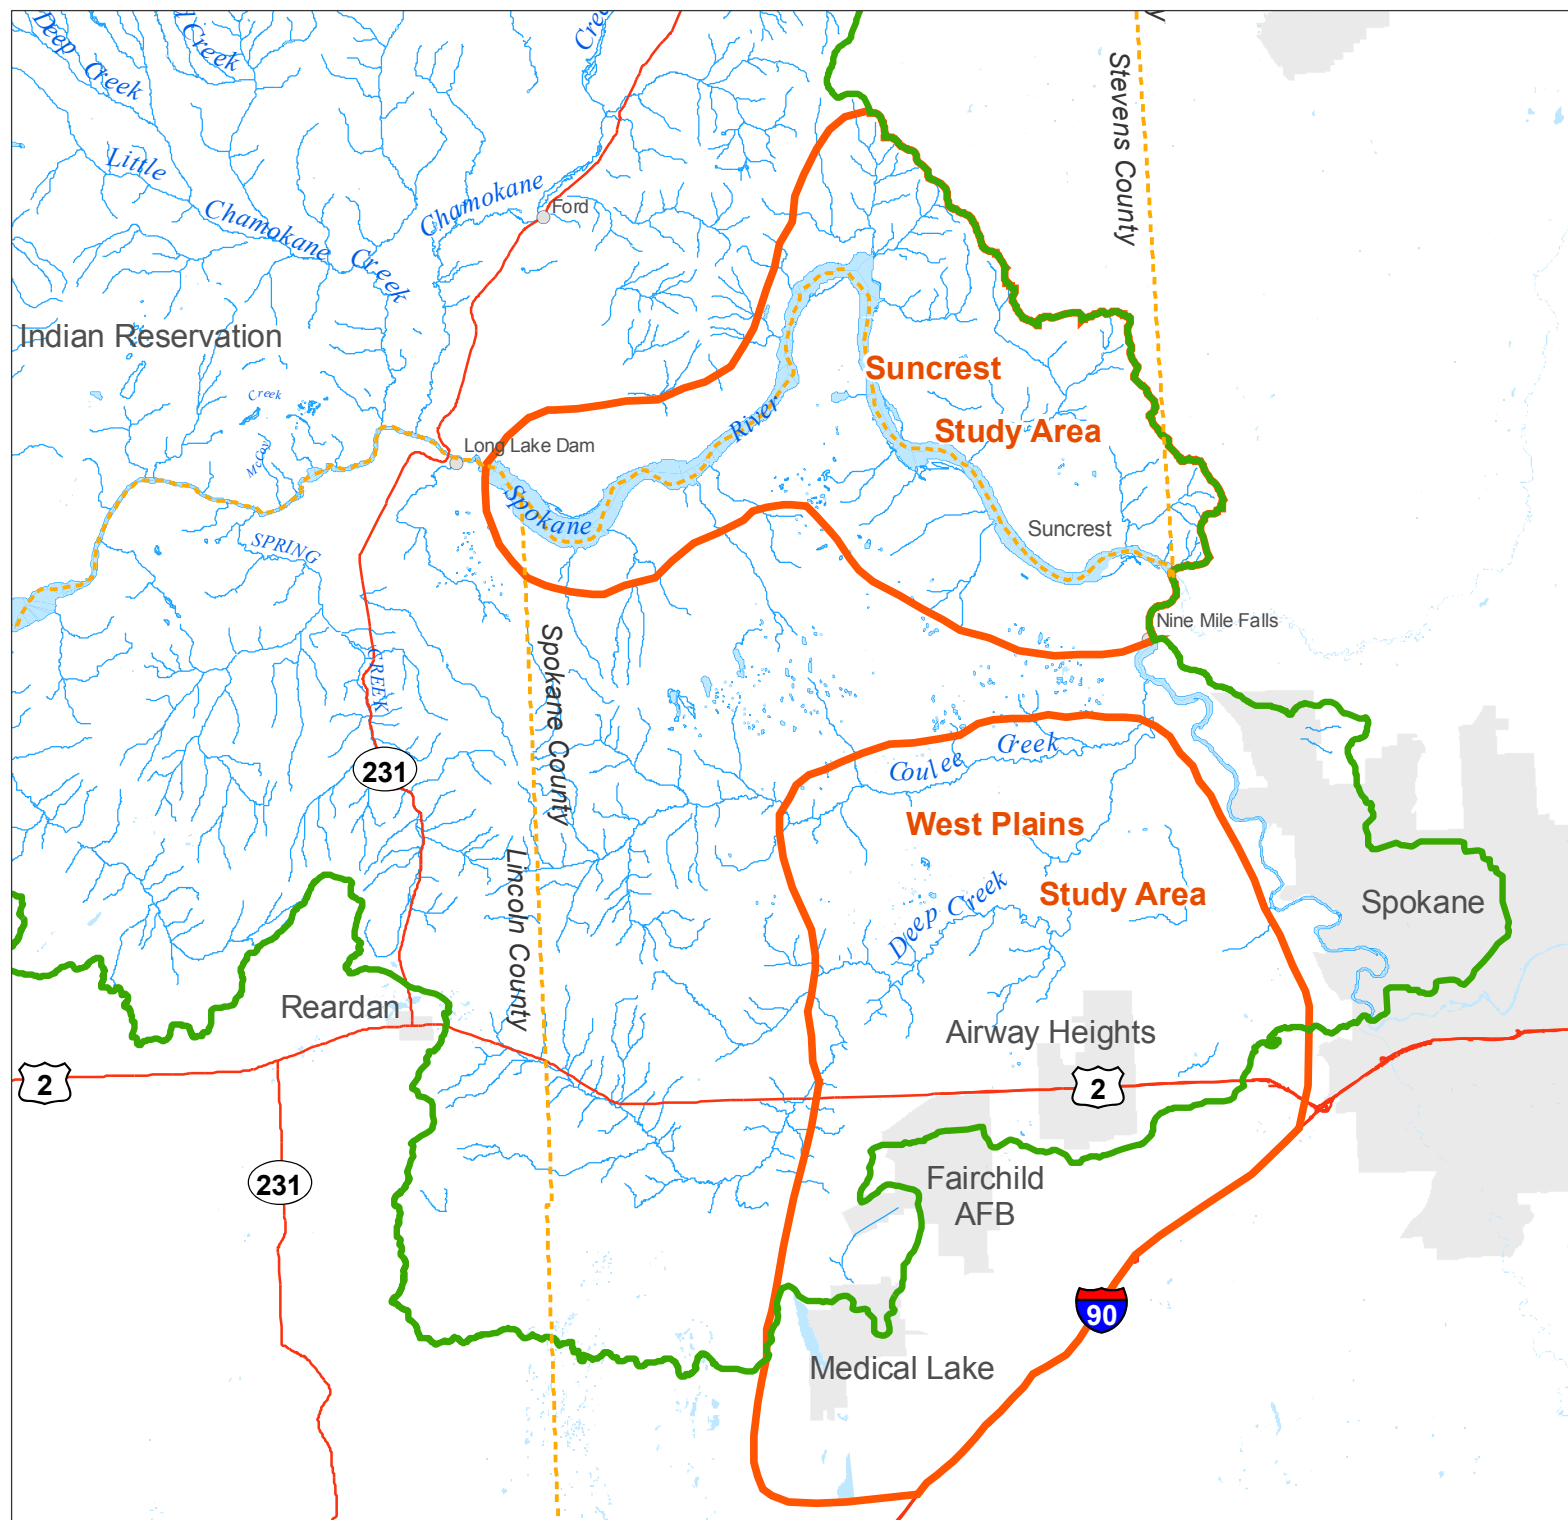 Deep
Creek
Creek
Cree
y
Stevens County
Little
Chamokane
Creek
Chamokane
Ford
Indian Reservation
Suncrest
Study Area
Creek
McCoy
River
Long Lake Dam
Spokane
Suncrest
SPRING
CREEK
Nine Mile Falls
Spokane County
Coulee
Creek
231
West Plains
Study Area
Lincoln County
Deep Creek
Spokane
Reardan
Airway Heights
2
2
Fairchild
AFB
231
90
Medical Lake